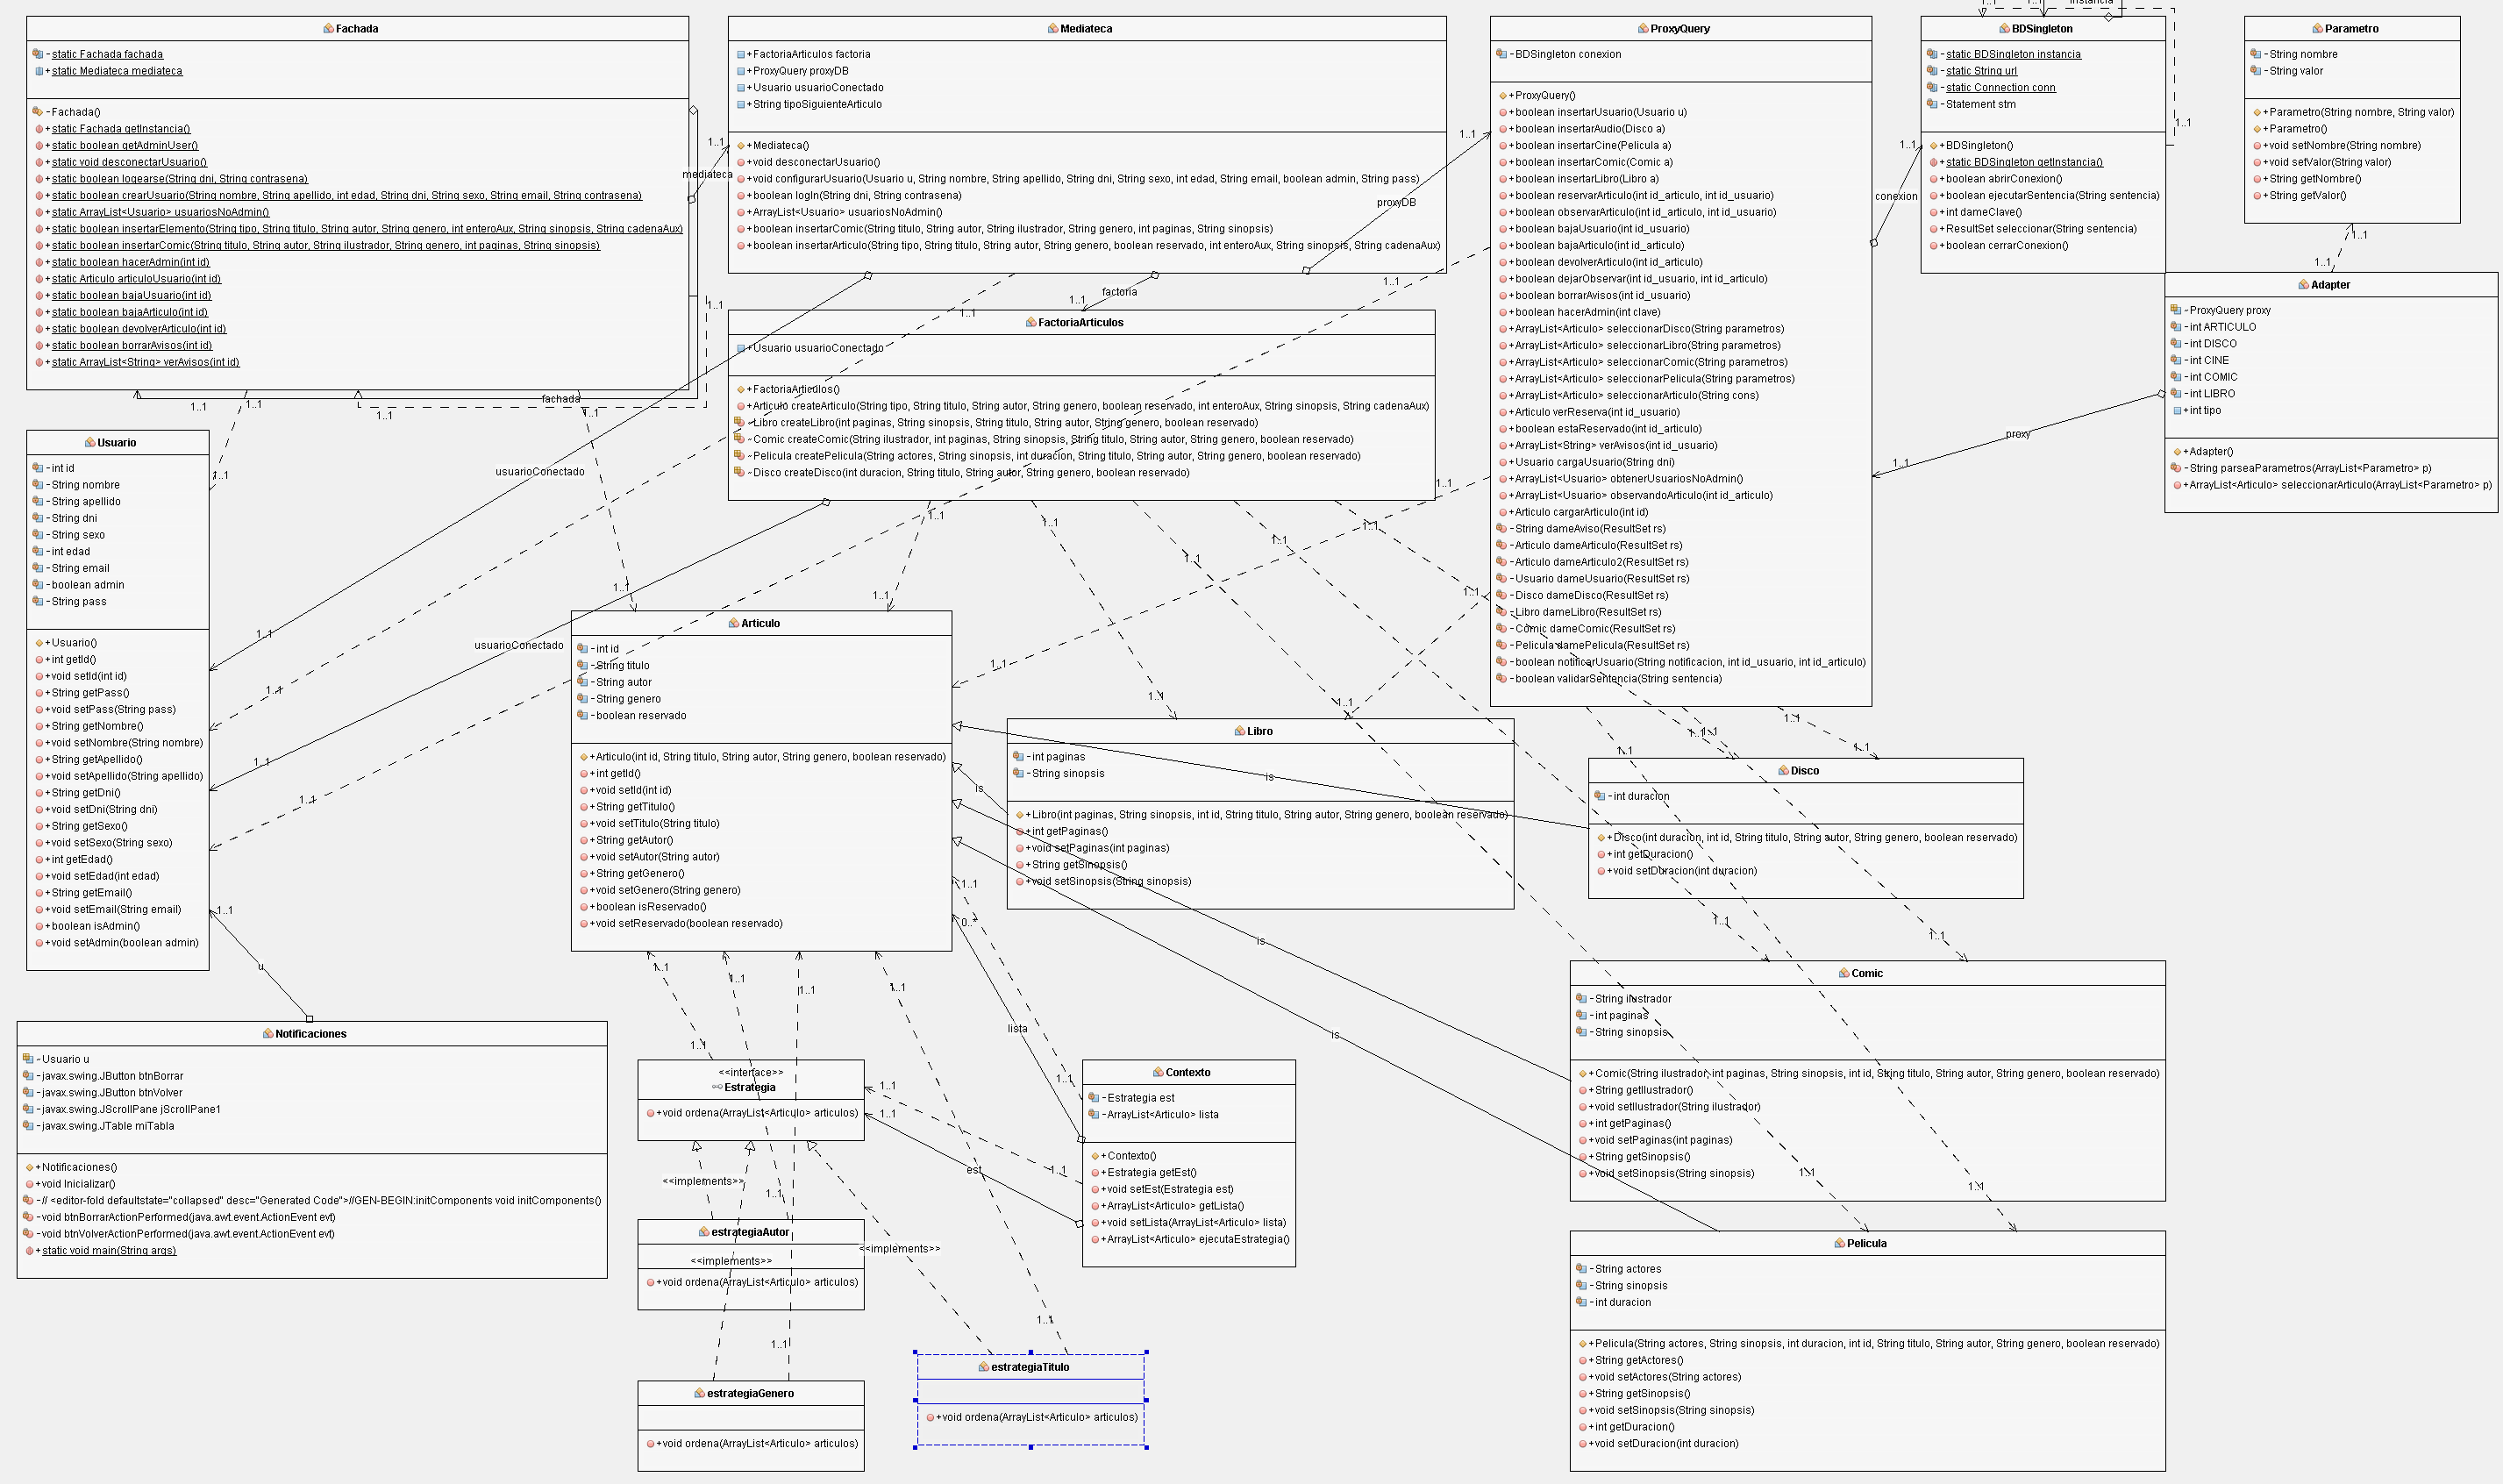 Fachada
- static Fachada fachada
+ static Mediateca mediateca
- Fachada()
+ static Fachada getInstancia()
+ static boolean getAdminUser()
+ static void desconectarUsuario()
+ static boolean logearse(String dni, String contrasena)
+ static boolean crearUsuario(String nombre, String apellido, int edad, String dni, String sexo, String email, String contrasena)
+ static ArrayList<Usuario> usuariosNoAdmin()
+ static boolean insertarElemento(String tipo, String titulo, String autor, String genero, int enteroAux, String sinopsis, String cadenaAux)
+ static boolean insertarComic(String titulo, String autor, String ilustrador, String genero, int paginas, String sinopsis)
+ static boolean hacerAdmin(int id)
+ static Articulo articuloUsuario(int id)
+ static boolean bajaUsuario(int id)
+ static boolean bajaArticulo(int id)
+ static boolean devolverArticulo(int id)
+ static boolean borrarAvisos(int id)
+ static ArrayList<String> verAvisos(int id)
Mediateca
+ FactoriaArticulos factoria
+ ProxyQuery proxyDB
+ Usuario usuarioConectado
+ String tipoSiguienteArticulo
+ Mediateca()
+ void desconectarUsuario()
+ void configurarUsuario(Usuario u, String nombre, String apellido, String dni, String sexo, int edad, String email, boolean admin, String pass)
+ boolean logIn(String dni, String contrasena)
+ ArrayList<Usuario> usuariosNoAdmin()
+ boolean insertarComic(String titulo, String autor, String ilustrador, String genero, int paginas, String sinopsis)
+ boolean insertarArticulo(String tipo, String titulo, String autor, String genero, boolean reservado, int enteroAux, String sinopsis, String cadenaAux)
ProxyQuery
- BDSingleton conexion
+ ProxyQuery()
+ boolean insertarUsuario(Usuario u)
+ boolean insertarAudio(Disco a)
+ boolean insertarCine(Pelicula a)
+ boolean insertarComic(Comic a)
+ boolean insertarLibro(Libro a)
+ boolean reservarArticulo(int id_articulo, int id_usuario)
+ boolean observarArticulo(int id_articulo, int id_usuario)
+ boolean bajaUsuario(int id_usuario)
+ boolean bajaArticulo(int id_articulo)
+ boolean devolverArticulo(int id_articulo)
+ boolean dejarObservar(int id_usuario, int id_articulo)
+ boolean borrarAvisos(int id_usuario)
+ boolean hacerAdmin(int clave)
+ ArrayList<Articulo> seleccionarDisco(String parametros)
+ ArrayList<Articulo> seleccionarLibro(String parametros)
+ ArrayList<Articulo> seleccionarComic(String parametros)
+ ArrayList<Articulo> seleccionarPelicula(String parametros)
+ ArrayList<Articulo> seleccionarArticulo(String cons)
+ Articulo verReserva(int id_usuario)
+ boolean estaReservado(int id_articulo)
+ ArrayList<String> verAvisos(int id_usuario)
+ Usuario cargaUsuario(String dni)
+ ArrayList<Usuario> obtenerUsuariosNoAdmin()
+ ArrayList<Usuario> observandoArticulo(int id_articulo)
+ Articulo cargarArticulo(int id)
- String dameAviso(ResultSet rs)
- Articulo dameArticulo(ResultSet rs)
- Articulo dameArticulo2(ResultSet rs)
- Usuario dameUsuario(ResultSet rs)
- Disco dameDisco(ResultSet rs)
- Libro dameLibro(ResultSet rs)
- Comic dameComic(ResultSet rs)
- Pelicula damePelicula(ResultSet rs)
- boolean notificarUsuario(String notificacion, int id_usuario, int id_articulo)
- boolean validarSentencia(String sentencia)
1..1
1..1
instancia
BDSingleton
- static BDSingleton instancia
- static String url
- static Connection conn
- Statement stm
+ BDSingleton()
+ static BDSingleton getInstancia()
+ boolean abrirConexion()
+ boolean ejecutarSentencia(String sentencia)
+ int dameClave()
+ ResultSet seleccionar(String sentencia)
+ boolean cerrarConexion()
Parametro
- String nombre
- String valor
+ Parametro(String nombre, String valor)
+ Parametro()
+ void setNombre(String nombre)
+ void setValor(String valor)
+ String getNombre()
+ String getValor()
Adapter
~ ProxyQuery proxy
- int ARTICULO
- int DISCO
- int CINE
- int COMIC
- int LIBRO
+ int tipo
+ Adapter()
- String parseaParametros(ArrayList<Parametro> p)
+ ArrayList<Articulo> seleccionarArticulo(ArrayList<Parametro> p)
FactoriaArticulos
+ Usuario usuarioConectado
+ FactoriaArticulos()
+ Articulo createArticulo(String tipo, String titulo, String autor, String genero, boolean reservado, int enteroAux, String sinopsis, String cadenaAux)
~ Libro createLibro(int paginas, String sinopsis, String titulo, String autor, String genero, boolean reservado)
~ Comic createComic(String ilustrador, int paginas, String sinopsis, String titulo, String autor, String genero, boolean reservado)
~ Pelicula createPelicula(String actores, String sinopsis, int duracion, String titulo, String autor, String genero, boolean reservado)
~ Disco createDisco(int duracion, String titulo, String autor, String genero, boolean reservado)
Usuario
- int id
- String nombre
- String apellido
- String dni
- String sexo
- int edad
- String email
- boolean admin
- String pass
+ Usuario()
+ int getId()
+ void setId(int id)
+ String getPass()
+ void setPass(String pass)
+ String getNombre()
+ void setNombre(String nombre)
+ String getApellido()
+ void setApellido(String apellido)
+ String getDni()
+ void setDni(String dni)
+ String getSexo()
+ void setSexo(String sexo)
+ int getEdad()
+ void setEdad(int edad)
+ String getEmail()
+ void setEmail(String email)
+ boolean isAdmin()
+ void setAdmin(boolean admin)
Articulo
- int id
- String titulo
- String autor
- String genero
- boolean reservado
+ Articulo(int id, String titulo, String autor, String genero, boolean reservado)
+ int getId()
+ void setId(int id)
+ String getTitulo()
+ void setTitulo(String titulo)
+ String getAutor()
+ void setAutor(String autor)
+ String getGenero()
+ void setGenero(String genero)
+ boolean isReservado()
+ void setReservado(boolean reservado)
Libro
- int paginas
- String sinopsis
+ Libro(int paginas, String sinopsis, int id, String titulo, String autor, String genero, boolean reservado)
+ int getPaginas()
+ void setPaginas(int paginas)
+ String getSinopsis()
+ void setSinopsis(String sinopsis)
Disco
- int duracion
+ Disco(int duracion, int id, String titulo, String autor, String genero, boolean reservado)
+ int getDuracion()
+ void setDuracion(int duracion)
Comic
- String ilustrador
- int paginas
- String sinopsis
+ Comic(String ilustrador, int paginas, String sinopsis, int id, String titulo, String autor, String genero, boolean reservado)
+ String getIlustrador()
+ void setIlustrador(String ilustrador)
+ int getPaginas()
+ void setPaginas(int paginas)
+ String getSinopsis()
+ void setSinopsis(String sinopsis)
Pelicula
- String actores
- String sinopsis
- int duracion
+ Pelicula(String actores, String sinopsis, int duracion, int id, String titulo, String autor, String genero, boolean reservado)
+ String getActores()
+ void setActores(String actores)
+ String getSinopsis()
+ void setSinopsis(String sinopsis)
+ int getDuracion()
+ void setDuracion(int duracion)
Notificaciones
~ Usuario u
- javax.swing.JButton btnBorrar
- javax.swing.JButton btnVolver
- javax.swing.JScrollPane jScrollPane1
- javax.swing.JTable miTabla
+ Notificaciones()
+ void Inicializar()
- // <editor-fold defaultstate="collapsed" desc="Generated Code">//GEN-BEGIN:initComponents void initComponents()
- void btnBorrarActionPerformed(java.awt.event.ActionEvent evt)
- void btnVolverActionPerformed(java.awt.event.ActionEvent evt)
+ static void main(String args)
<<interface>>
Estrategia
+ void ordena(ArrayList<Articulo> articulos)
Contexto
- Estrategia est
- ArrayList<Articulo> lista
+ Contexto()
+ Estrategia getEst()
+ void setEst(Estrategia est)
+ ArrayList<Articulo> getLista()
+ void setLista(ArrayList<Articulo> lista)
+ ArrayList<Articulo> ejecutaEstrategia()
estrategiaAutor
+ void ordena(ArrayList<Articulo> articulos)
estrategiaGenero
+ void ordena(ArrayList<Articulo> articulos)
estrategiaTitulo
+ void ordena(ArrayList<Articulo> articulos)
mediateca
proxyDB
conexion
factoria
fachada
usuarioConectado
usuarioConectado
proxy
is
is
is
is
u
lista
est
<<implements>>
<<implements>>
<<implements>>
1..1
0..*